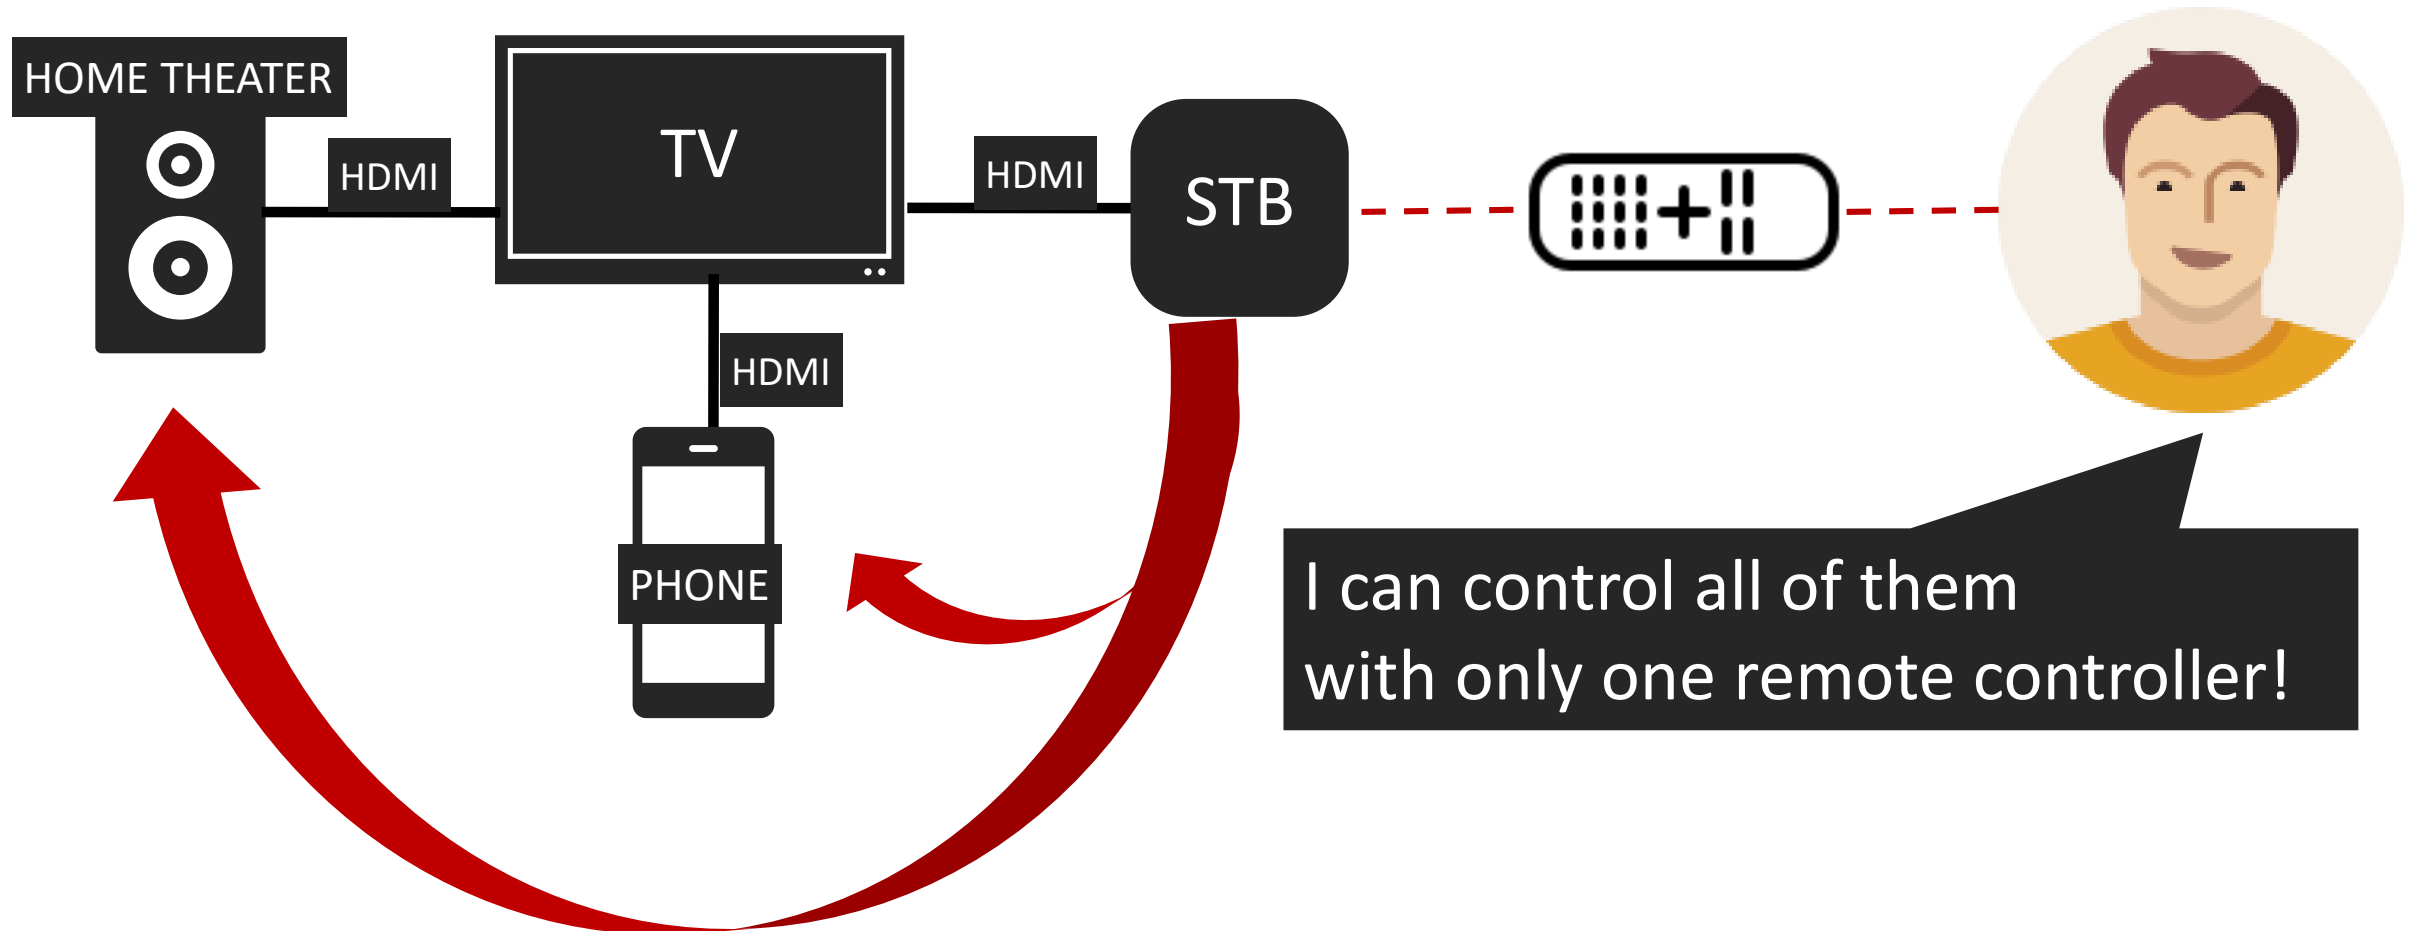 HOME THEATER
HDMI
TV
HDMI
STB
HDMI
PHONE
I can control all of them
with only one remote controller!